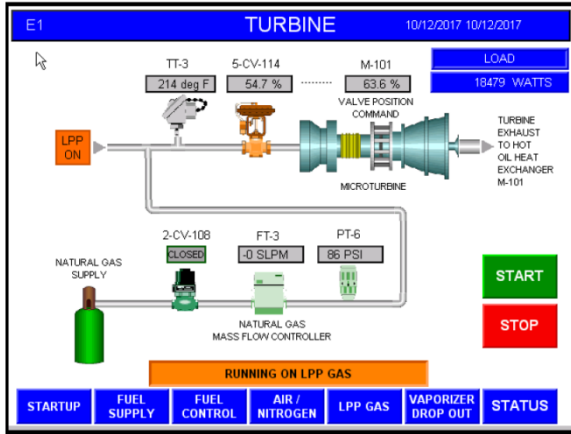 E1
TURBINE
10/12/2017 10/12/2017
LOAD
18479 WATTS
TT-3
5-CV-114
M-101
214 deg F
54.7 %
63.6 %
VALVE POSITION
COMMAND
LPP
ON
TURBINE
EXHAUST
TO HOT
OIL HEAT
EXCHANGER
M-101
MICROTURBINE
2-CV-108
FT-3
PT-6
CLOSED
-0 SLPM
86 PSI
NATURAL GAS
SUPPLY
NATURAL GAS
MASS FLOW CONTROLLER
START
STOP
RUNNING ON LPP GAS
STARTUP
FUEL
SUPPLY
FUEL
CONTROL
AIR /
NITROGEN
LPP GAS
VAPORIZER
DROP OUT
STATUS